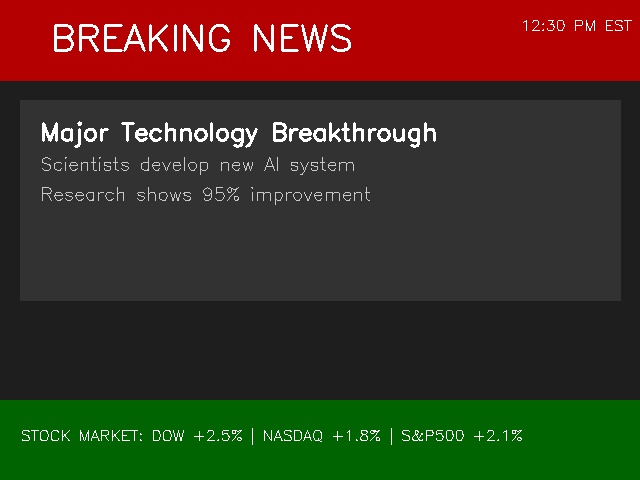 BREAKING NEWS
12:30 PM EST
Major Technology Breakthrough
Scientists develop new AI system
Research shows 95% improvement
STOCK MARKET: DOW +2.5% | NASDAQ +1.8% | S&P500 +2.1%